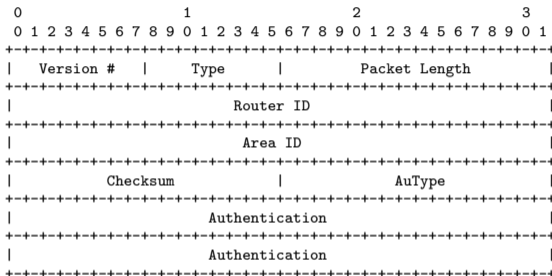 0                   1                   2                   3
 0 1 2 3 4 5 6 7 8 9 0 1 2 3 4 5 6 7 8 9 0 1 2 3 4 5 6 7 8 9 0 1
+-+-+-+-+-+-+-+-+-+-+-+-+-+-+-+-+-+-+-+-+-+-+-+-+-+-+-+-+-+-+-+-+
|   Version #   |     Type      |         Packet Length         |
+-+-+-+-+-+-+-+-+-+-+-+-+-+-+-+-+-+-+-+-+-+-+-+-+-+-+-+-+-+-+-+-+
|                          Router ID                            |
+-+-+-+-+-+-+-+-+-+-+-+-+-+-+-+-+-+-+-+-+-+-+-+-+-+-+-+-+-+-+-+-+
|                           Area ID                             |
+-+-+-+-+-+-+-+-+-+-+-+-+-+-+-+-+-+-+-+-+-+-+-+-+-+-+-+-+-+-+-+-+
|           Checksum            |             AuType            |
+-+-+-+-+-+-+-+-+-+-+-+-+-+-+-+-+-+-+-+-+-+-+-+-+-+-+-+-+-+-+-+-+
|                       Authentication                          |
+-+-+-+-+-+-+-+-+-+-+-+-+-+-+-+-+-+-+-+-+-+-+-+-+-+-+-+-+-+-+-+-+
|                       Authentication                          |
+-+-+-+-+-+-+-+-+-+-+-+-+-+-+-+-+-+-+-+-+-+-+-+-+-+-+-+-+-+-+-+-+